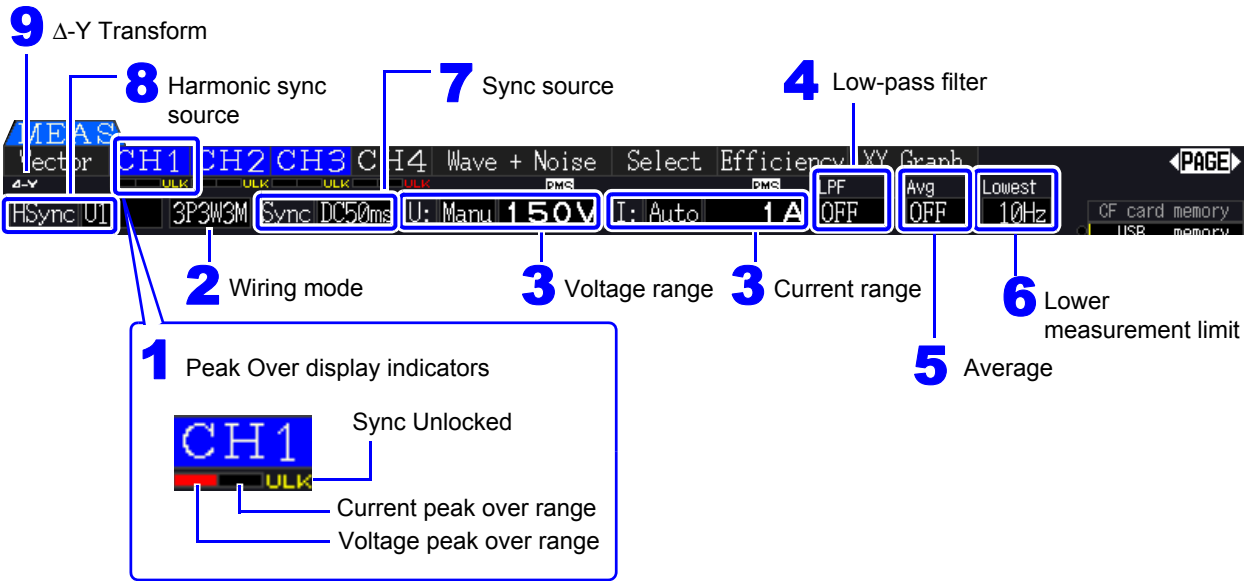 9 Δ-Y Transform
8 Harmonic sync source
7 Sync source
4 Low-pass filter
MEAS
Vector CH1 CH2 CH3 CH4 Wave + Noise Select Efficiency XY Graph PAGE
Δ-Y ULK ULK ULK ULK RMS RMS LPF Avg Lowest
HSync U1 3P3W3M Sync DC50ms U: Manu 150V I: Auto 1A OFF OFF 10Hz CF card memory
USB memory
2 Wiring mode
3 Voltage range
3 Current range
6 Lower measurement limit
5 Average
1 Peak Over display indicators
CH1
ULK
Sync Unlocked
Current peak over range
Voltage peak over range